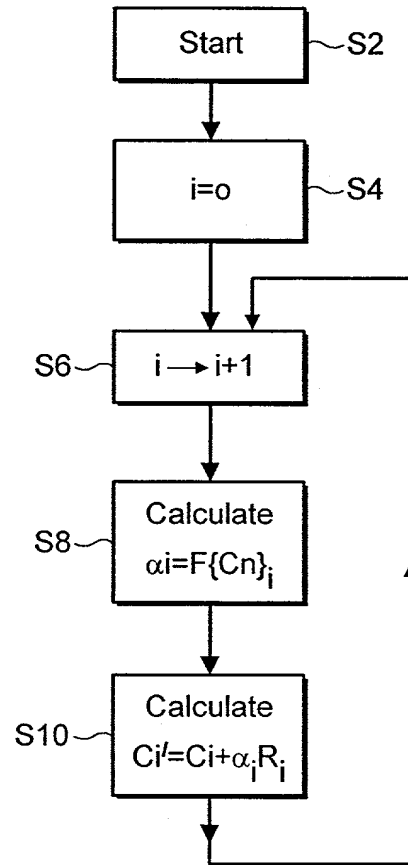 Start
S2
i=o
S4
S6
i → i+1
S8
Calculate
αi=F{Cn}i
S10
Calculate
Ci'=Ci+αiRi